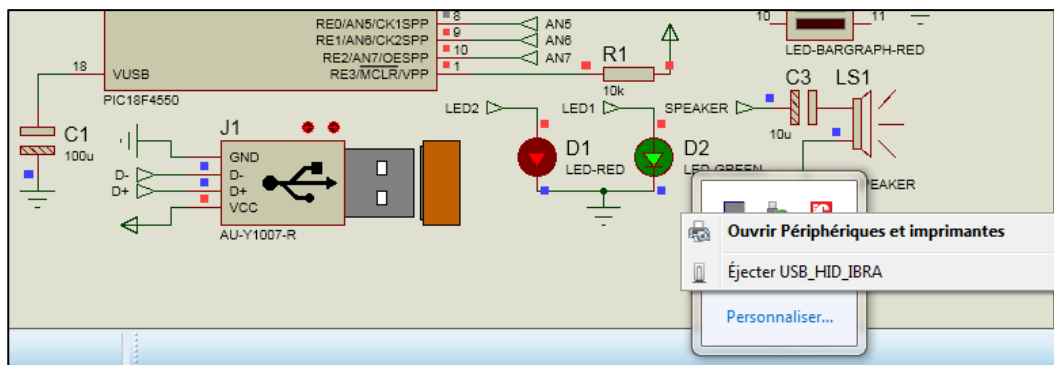 RE0/AN5/CK1SPP 8 AN5
RE1/AN6/CK2SPP 9 AN6
RE2/AN7/OESPP 10 AN7
RE3/MCLR/VPP 1
18 VUSB
PIC18F4550
R1
10k
10 11
LED-BARGRAPH-RED
C1
100u
J1
GND
D- D-
D+ D+
VCC
AU-Y1007-R
LED2
LED1
D1
LED-RED
D2
LED-GREEN
SPEAKER
C3
10u
LS1
PEAKER
Ouvrir Périphériques et imprimantes
Éjecter USB_HID_IBRA
Personnaliser...